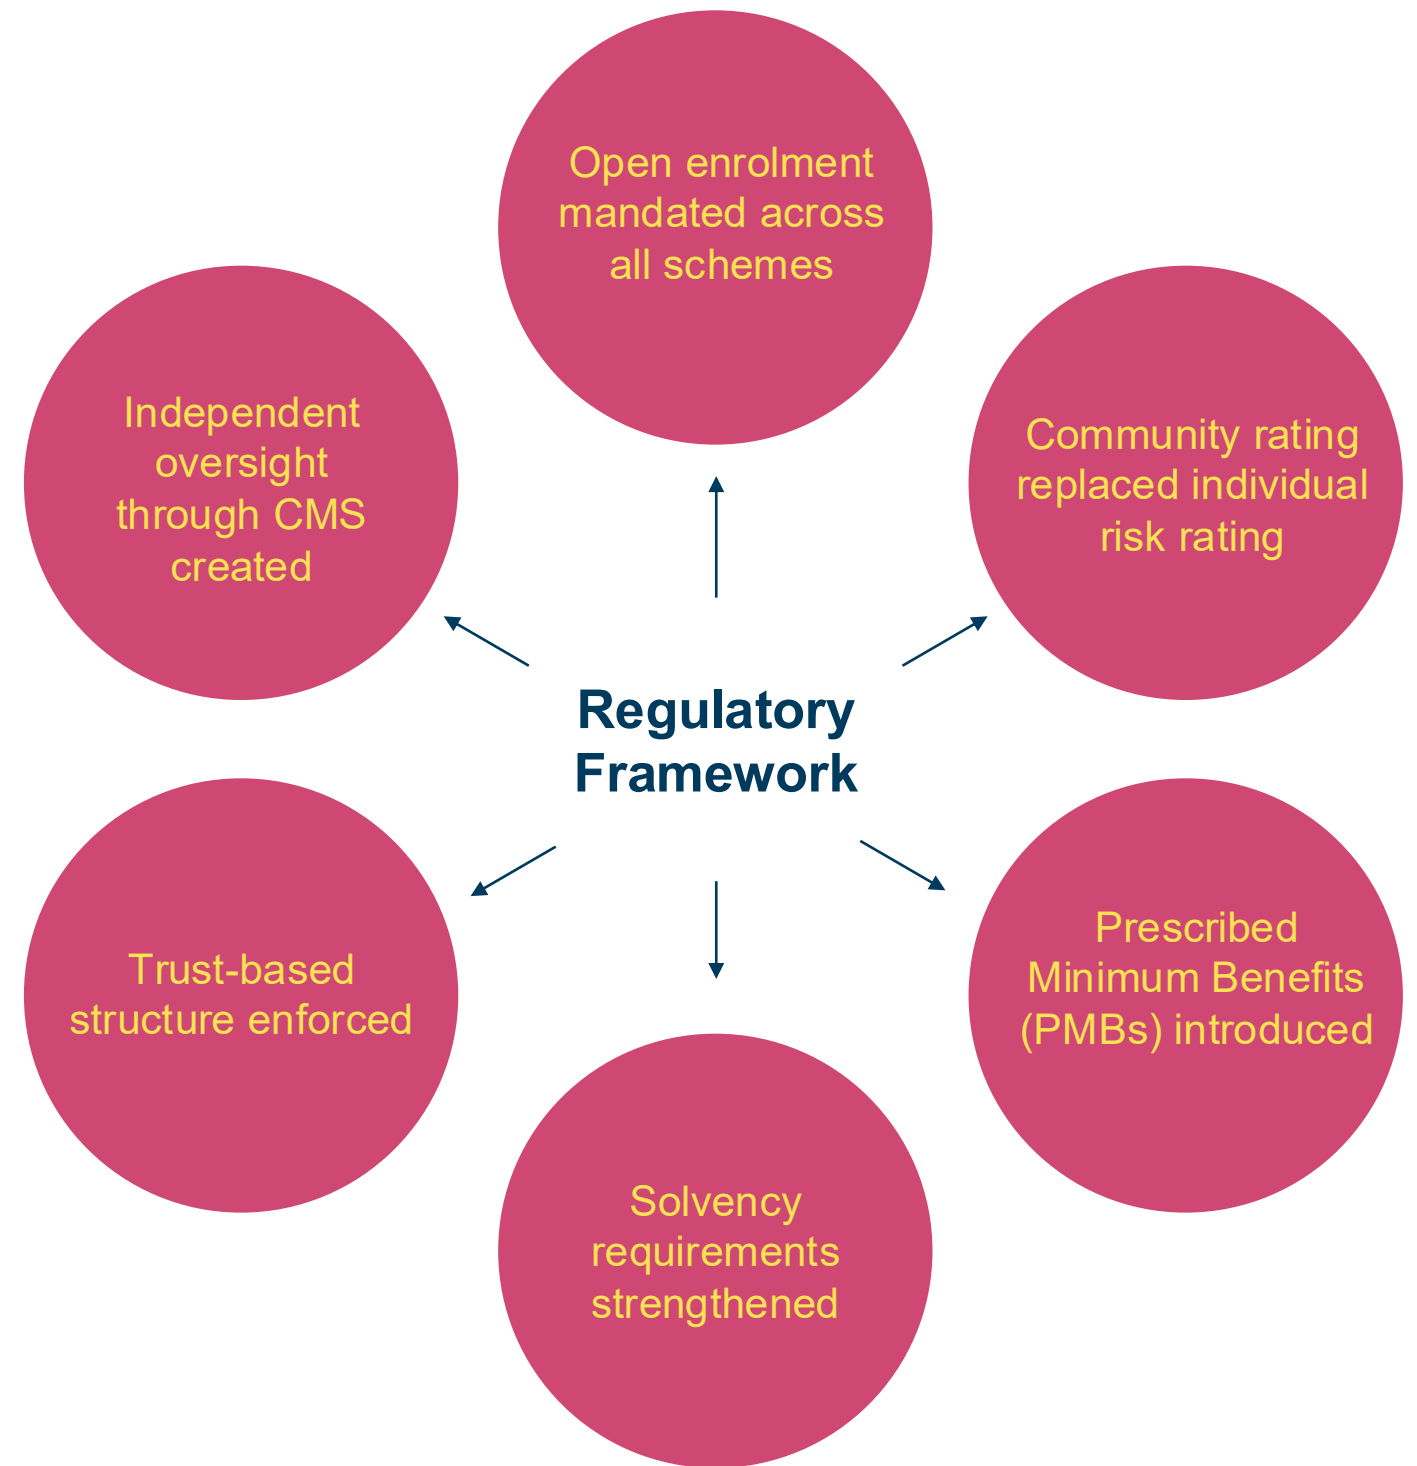 Open enrolment
mandated across
all schemes
Independent
oversight
through CMS
created
Community rating
replaced individual
risk rating
Regulatory
Framework
Trust-based
structure enforced
Prescribed
Minimum Benefits
(PMBs) introduced
Solvency
requirements
strengthened